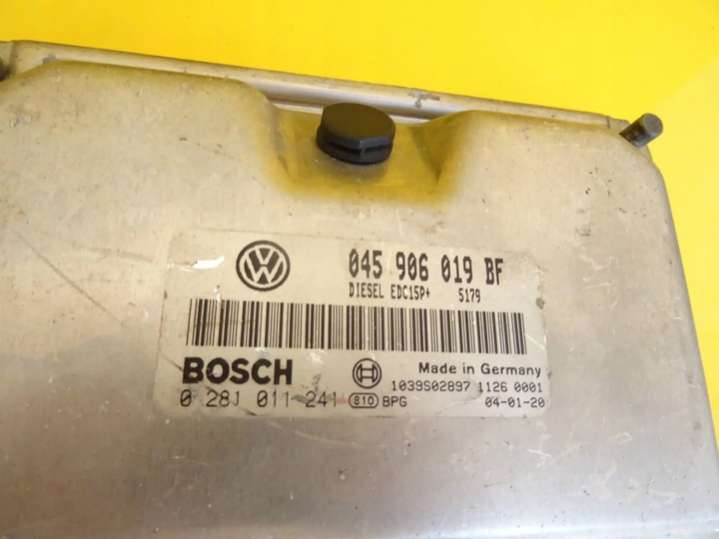 045 906 019 BF
DIESEL EDC15P+ 5179
BOSCH Made in Germany
1039S02897 1126 0001
0 281 011 241 810 BPG 04-01-20